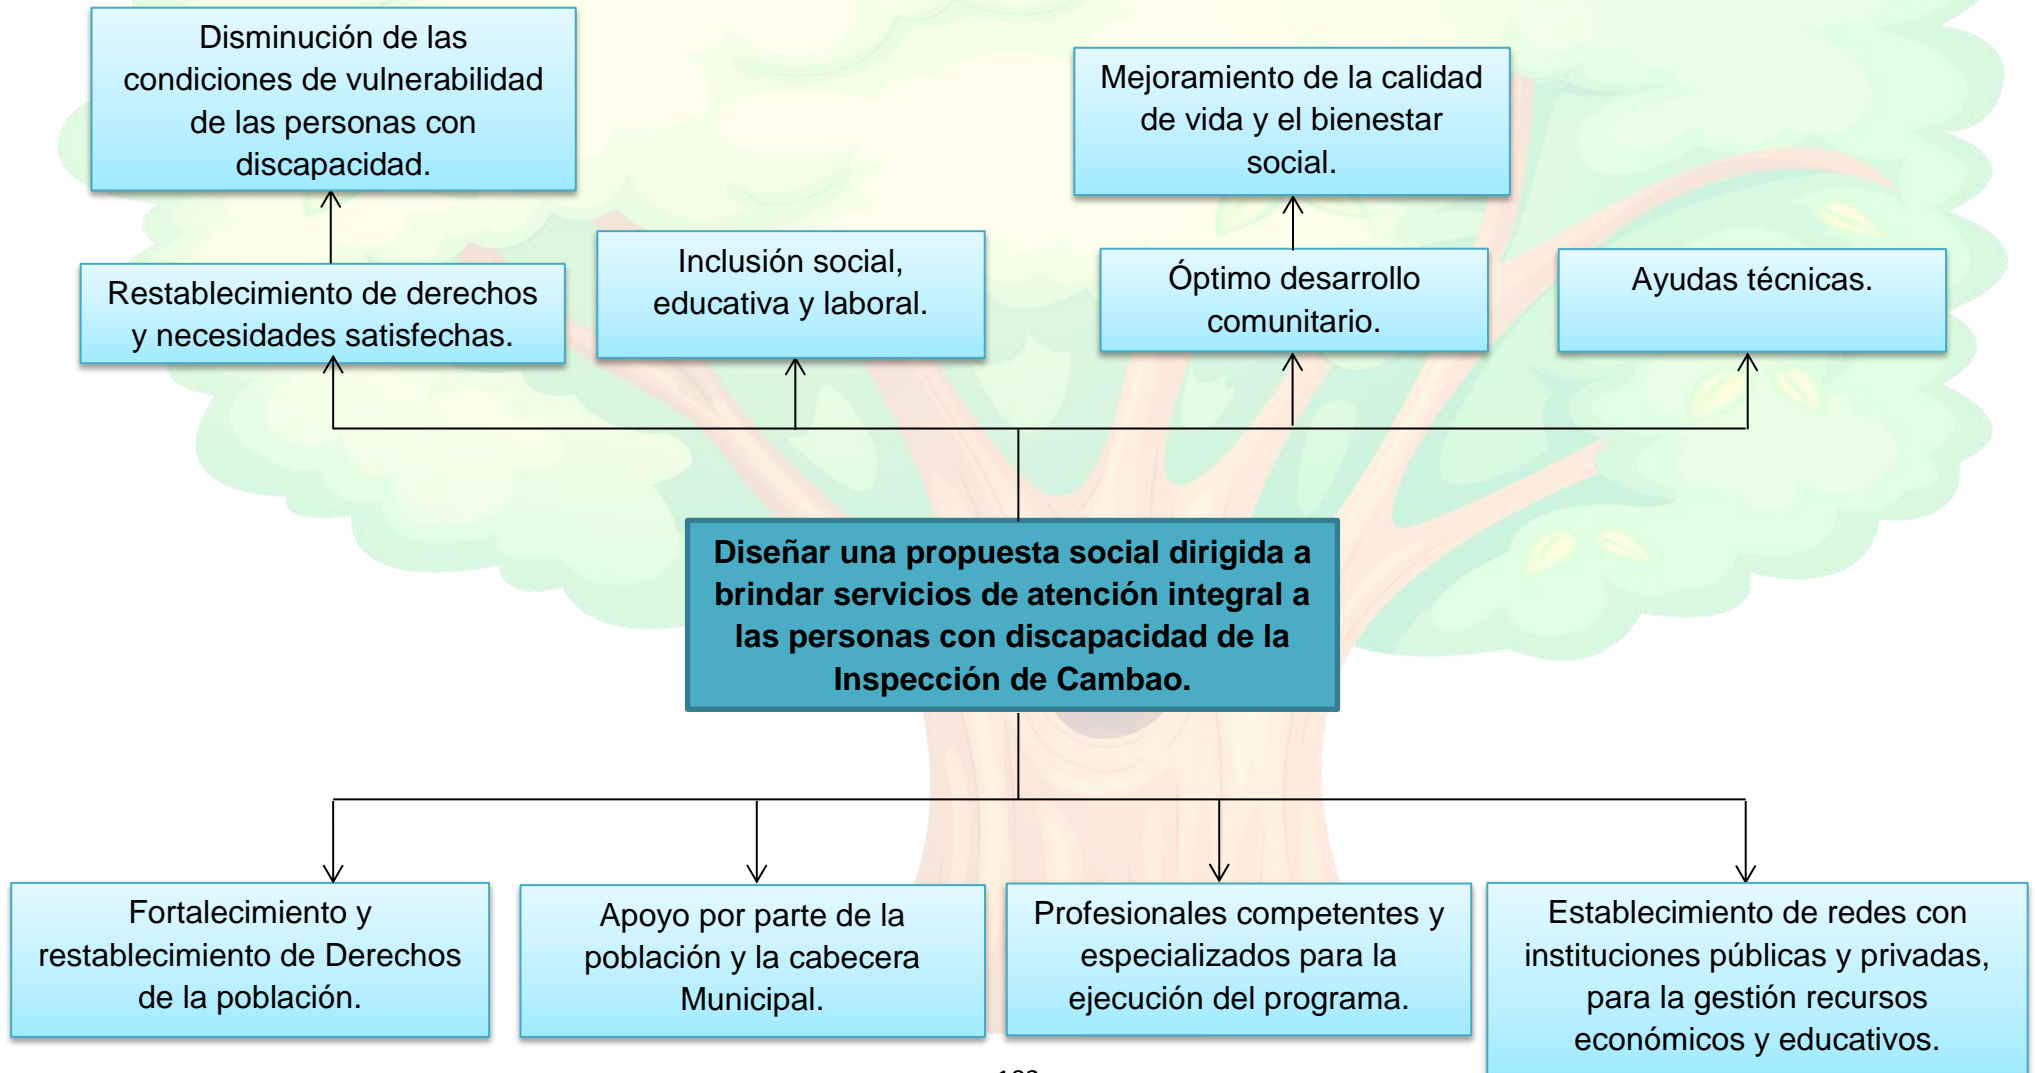 Disminución de las
condiciones de vulnerabilidad
de las personas con
discapacidad.
Mejoramiento de la calidad
de vida y el bienestar
social.
Restablecimiento de derechos
y necesidades satisfechas.
Inclusión social,
educativa y laboral.
Óptimo desarrollo
comunitario.
Ayudas técnicas.
Diseñar una propuesta social dirigida a
brindar servicios de atención integral a
las personas con discapacidad de la
Inspección de Cambao.
Fortalecimiento y
restablecimiento de Derechos
de la población.
Apoyo por parte de la
población y la cabecera
Municipal.
Profesionales competentes y
especializados para la
ejecución del programa.
Establecimiento de redes con
instituciones públicas y privadas,
para la gestión recursos
económicos y educativos.